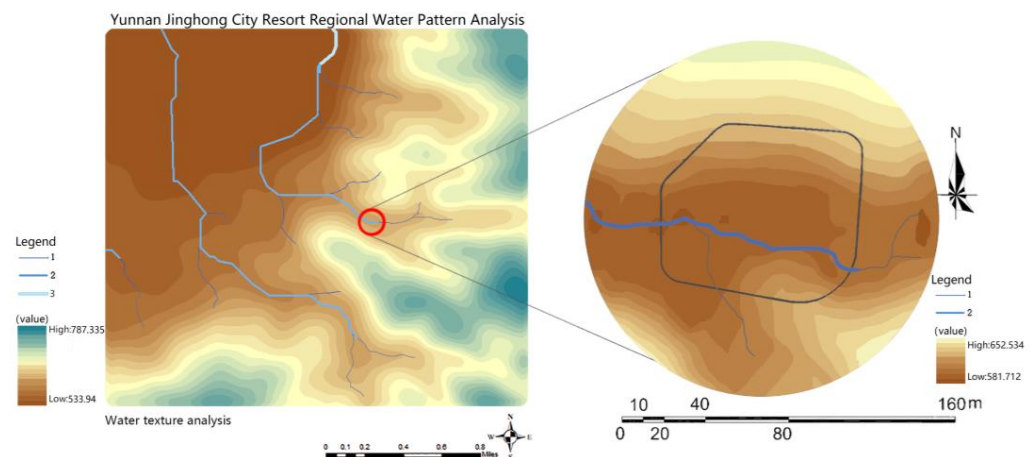 Yunnan Jinghong City Resort Regional Water Pattern Analysis
Legend
1
2
3
(value)
High:787.335
Low:533.94
Water texture analysis
N
W E
S
0 0.1 0.2 0.4 0.6 0.8
Miles
N
Legend
1
2
(value)
High:652.534
Low:581.712
10 40 160 m
0 20 80